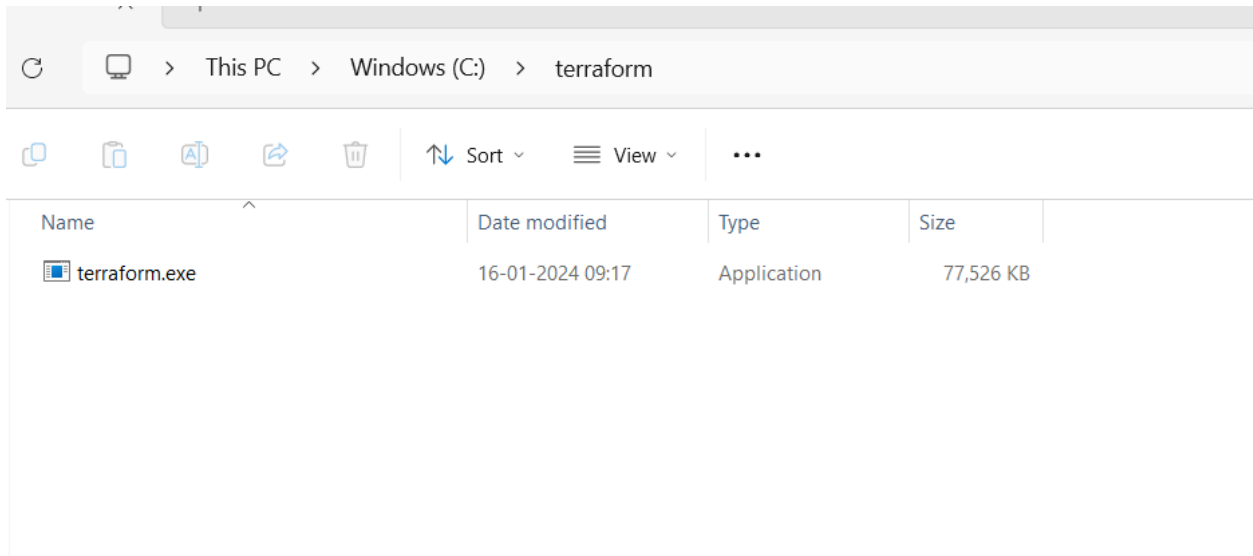 This PC > Windows (C:) > terraform
Sort View
Name Date modified Type Size
terraform.exe 16-01-2024 09:17 Application 77,526 KB